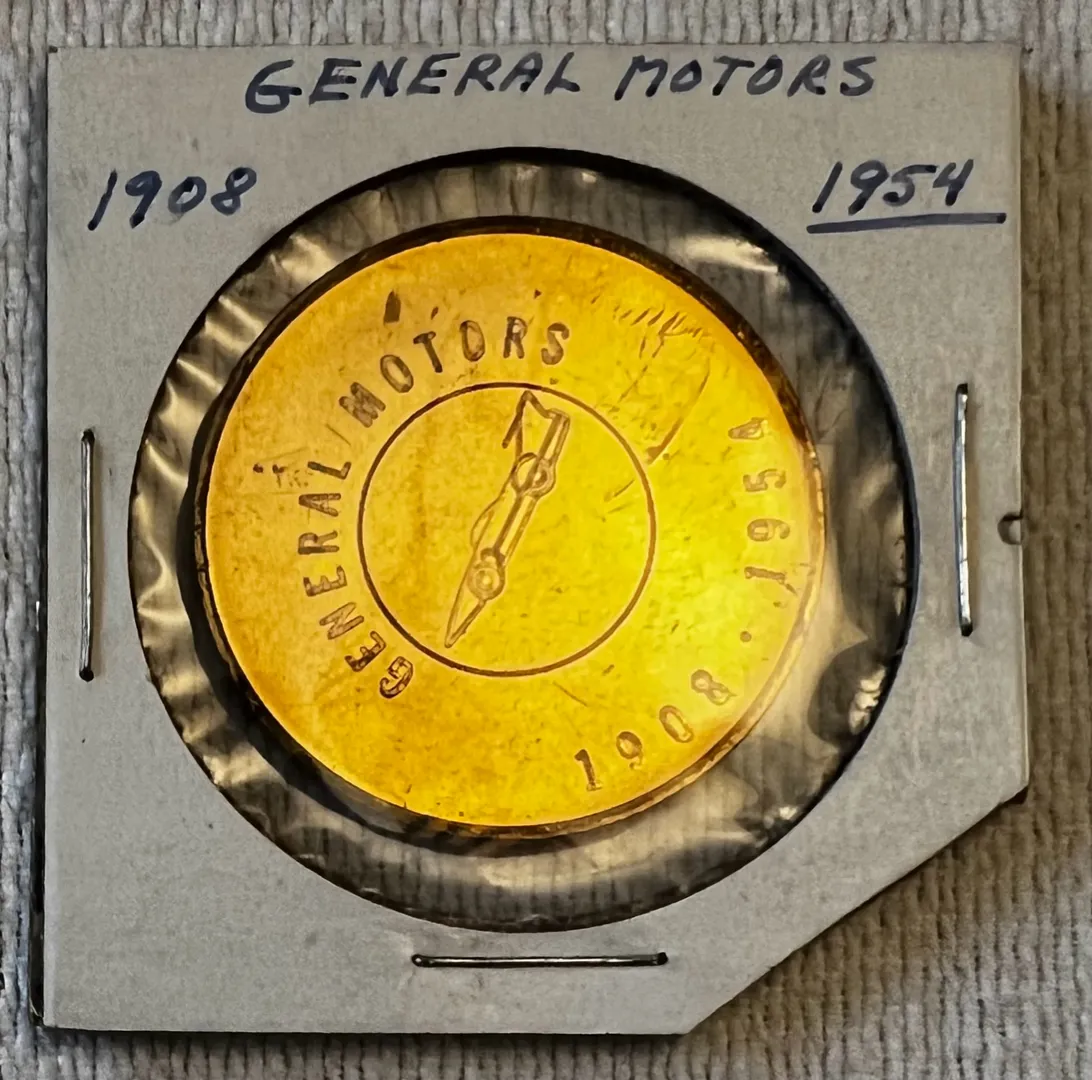 GENERAL MOTORS
1908
1954
GENERAL MOTORS
1908 · 1954